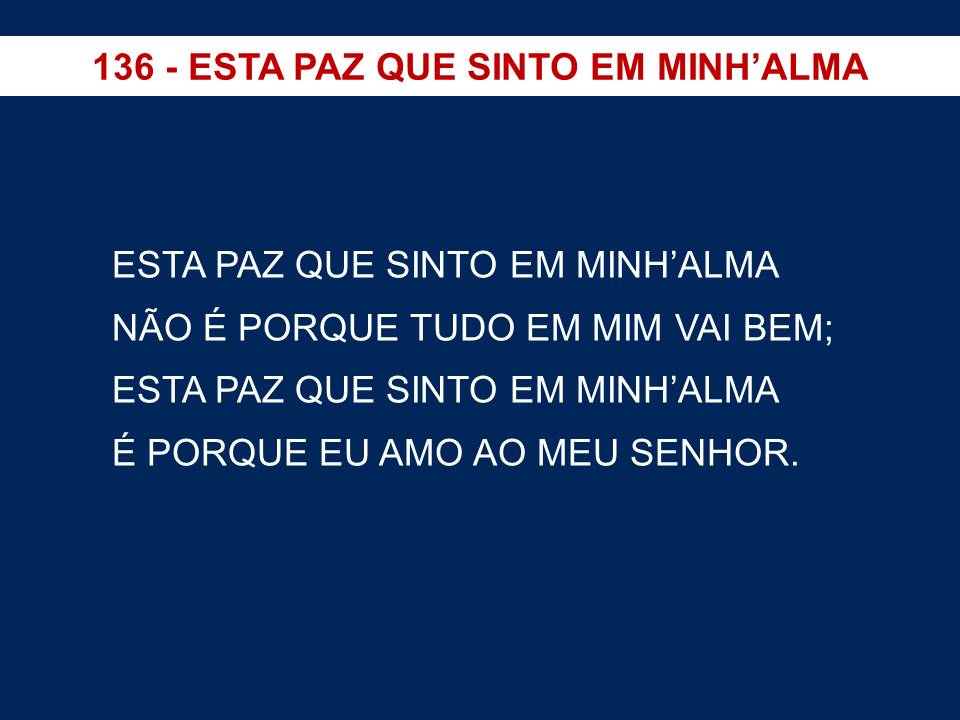 136 - ESTA PAZ QUE SINTO EM MINH’ALMA
ESTA PAZ QUE SINTO EM MINH’ALMA
NÃO É PORQUE TUDO EM MIM VAI BEM;
ESTA PAZ QUE SINTO EM MINH’ALMA
É PORQUE EU AMO AO MEU SENHOR.